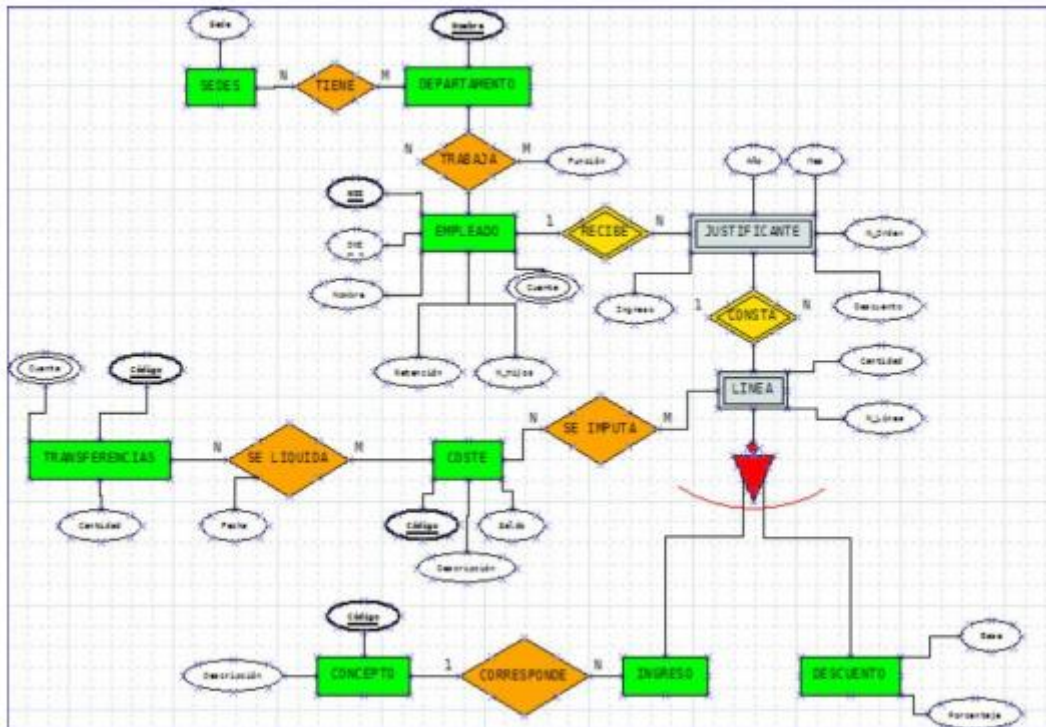 Sede
Nombre
SEDES
N
TIENE
M
DEPARTAMENTO
N
TRABAJA
M
Función
Año
Mes
EMPLEADO
1
RECIBE
N
JUSTIFICANTE
N_Orden
Nombre
Cuenta
Ingreso
1
CONSTA
N
Descuento
Retención
N_Hijos
Cuenta
Código
Cantidad
LINEA
N_Línea
TRANSFERENCIAS
N
SE LIQUIDA
M
COSTE
N
SE IMPUTA
M
Cantidad
Fecha
Código
Saldo
Descripción
Código
Descripción
CONCEPTO
1
CORRESPONDE
N
INGRESO
DESCUENTO
Base
Porcentaje